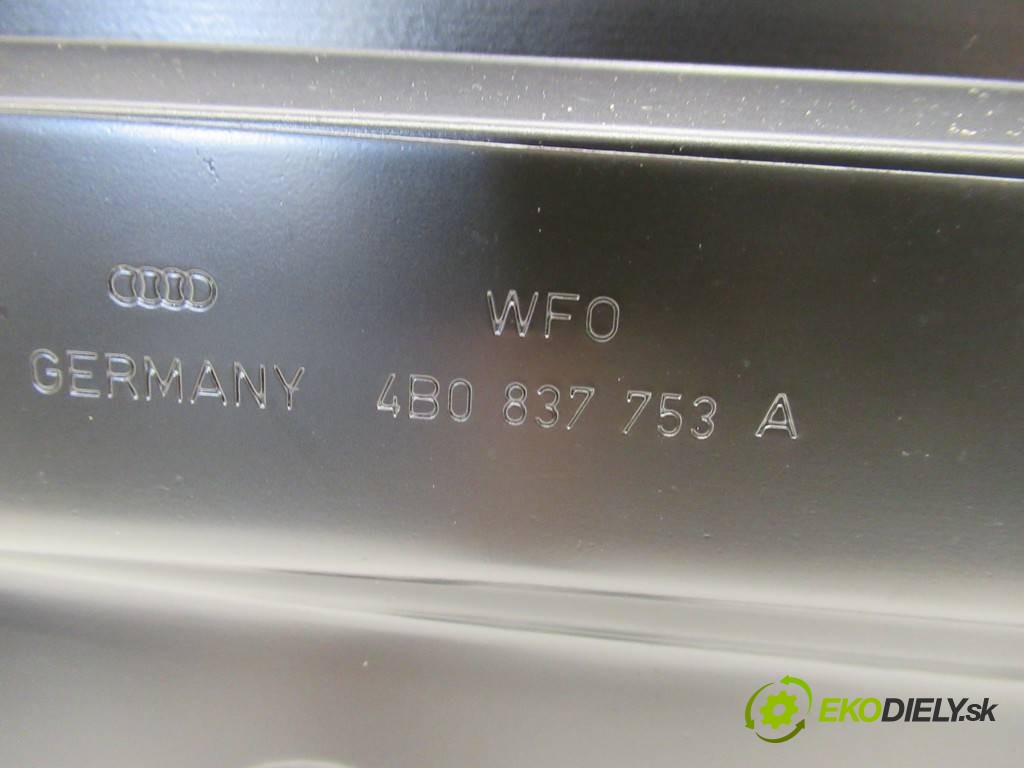 WFO
GERMANY 4B0 837 753 A
EKODIELY.sk